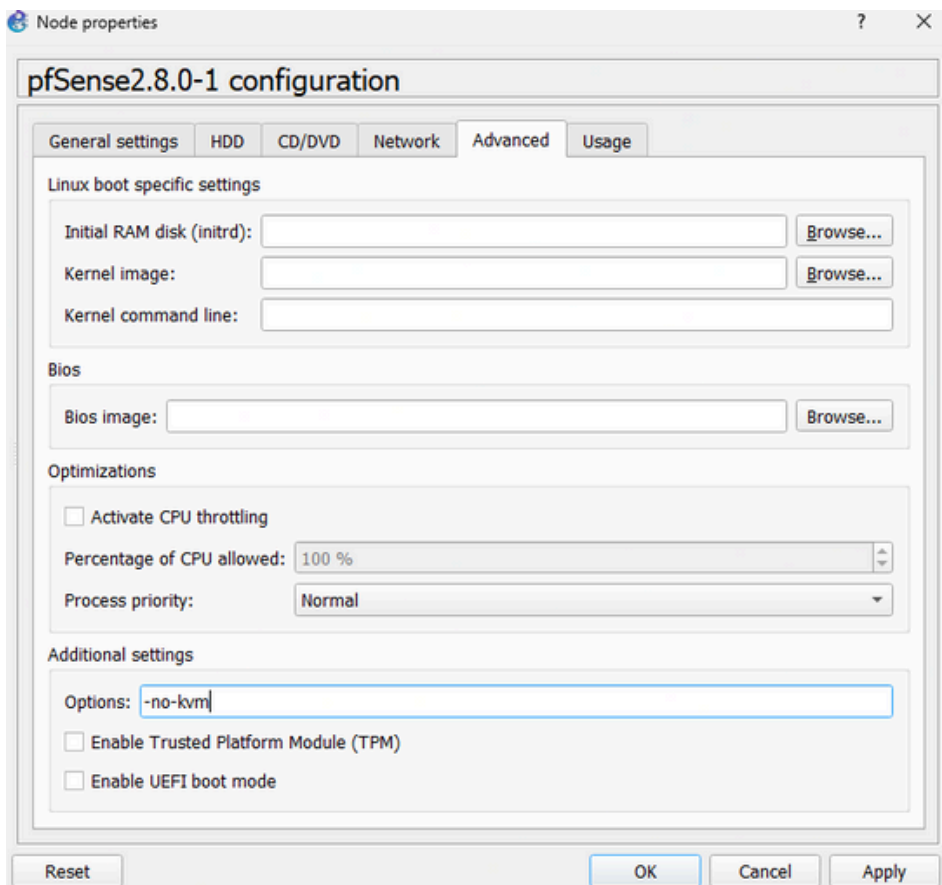 Node properties ? ×
pfSense2.8.0-1 configuration
General settings HDD CD/DVD Network Advanced Usage
Linux boot specific settings
Initial RAM disk (initrd): Browse...
Kernel image: Browse...
Kernel command line:
Bios
Bios image: Browse...
Optimizations
Activate CPU throttling
Percentage of CPU allowed: 100 %
Process priority: Normal
Additional settings
Options: -no-kvm
Enable Trusted Platform Module (TPM)
Enable UEFI boot mode
Reset OK Cancel Apply